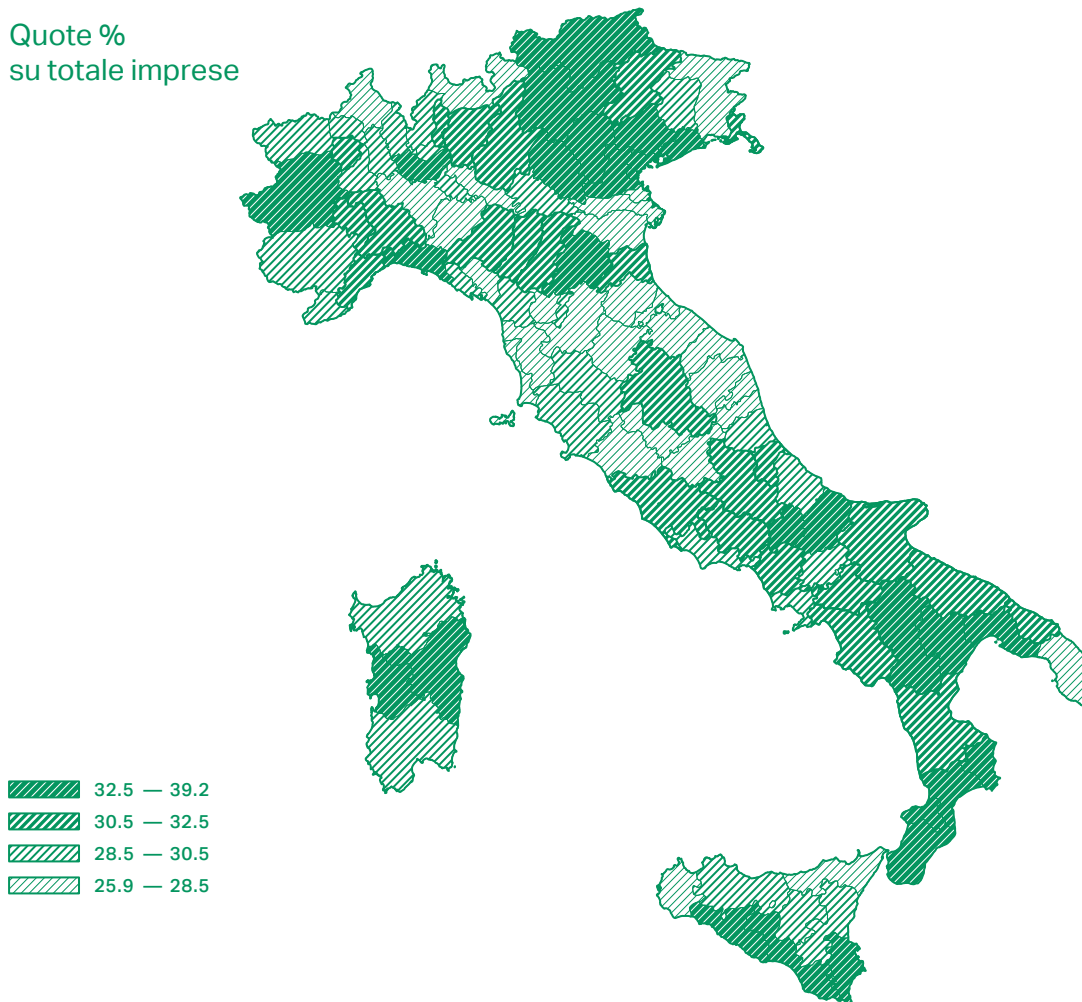 Quote %
su totale imprese
32.5 — 39.2
30.5 — 32.5
28.5 — 30.5
25.9 — 28.5